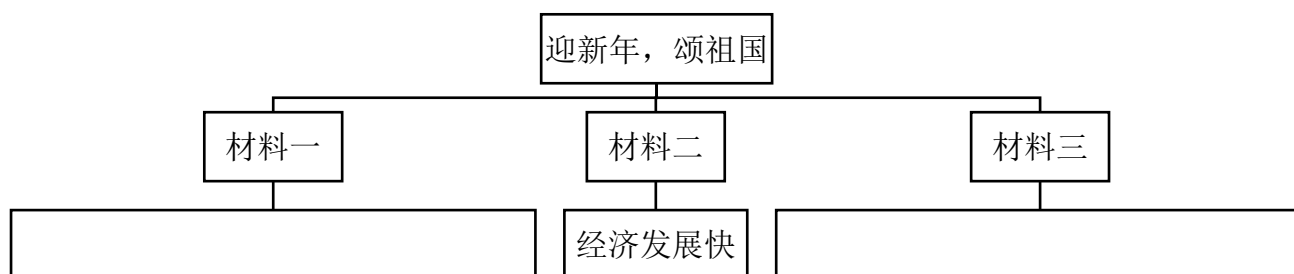 迎新年，颂祖国
材料一
材料二
材料三
经济发展快